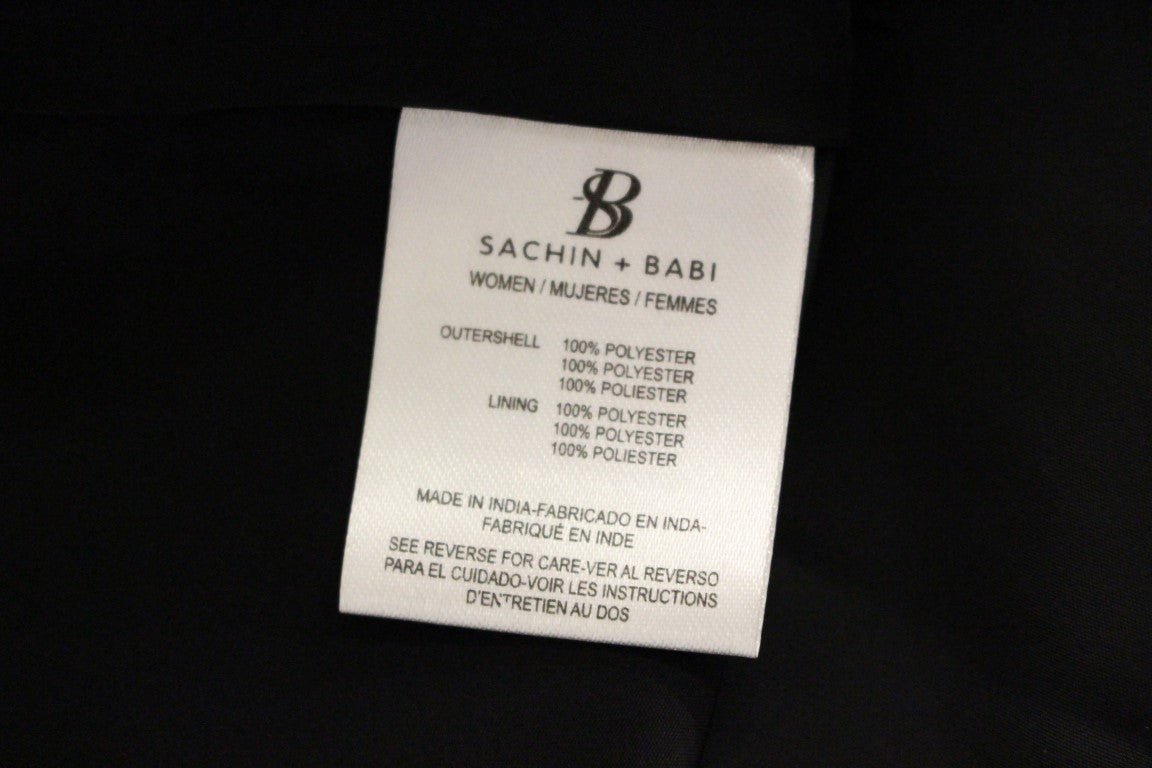 SB
SACHIN + BABI
WOMEN / MUJERES / FEMMES
OUTERSHELL 100% POLYESTER
100% POLYESTER
100% POLIESTER
LINING 100% POLYESTER
100% POLYESTER
100% POLIESTER
MADE IN INDIA-FABRICADO EN INDA-
FABRIQUÉ EN INDE
SEE REVERSE FOR CARE-VER AL REVERSO
PARA EL CUIDADO-VOIR LES INSTRUCTIONS
D'ENTRETIEN AU DOS